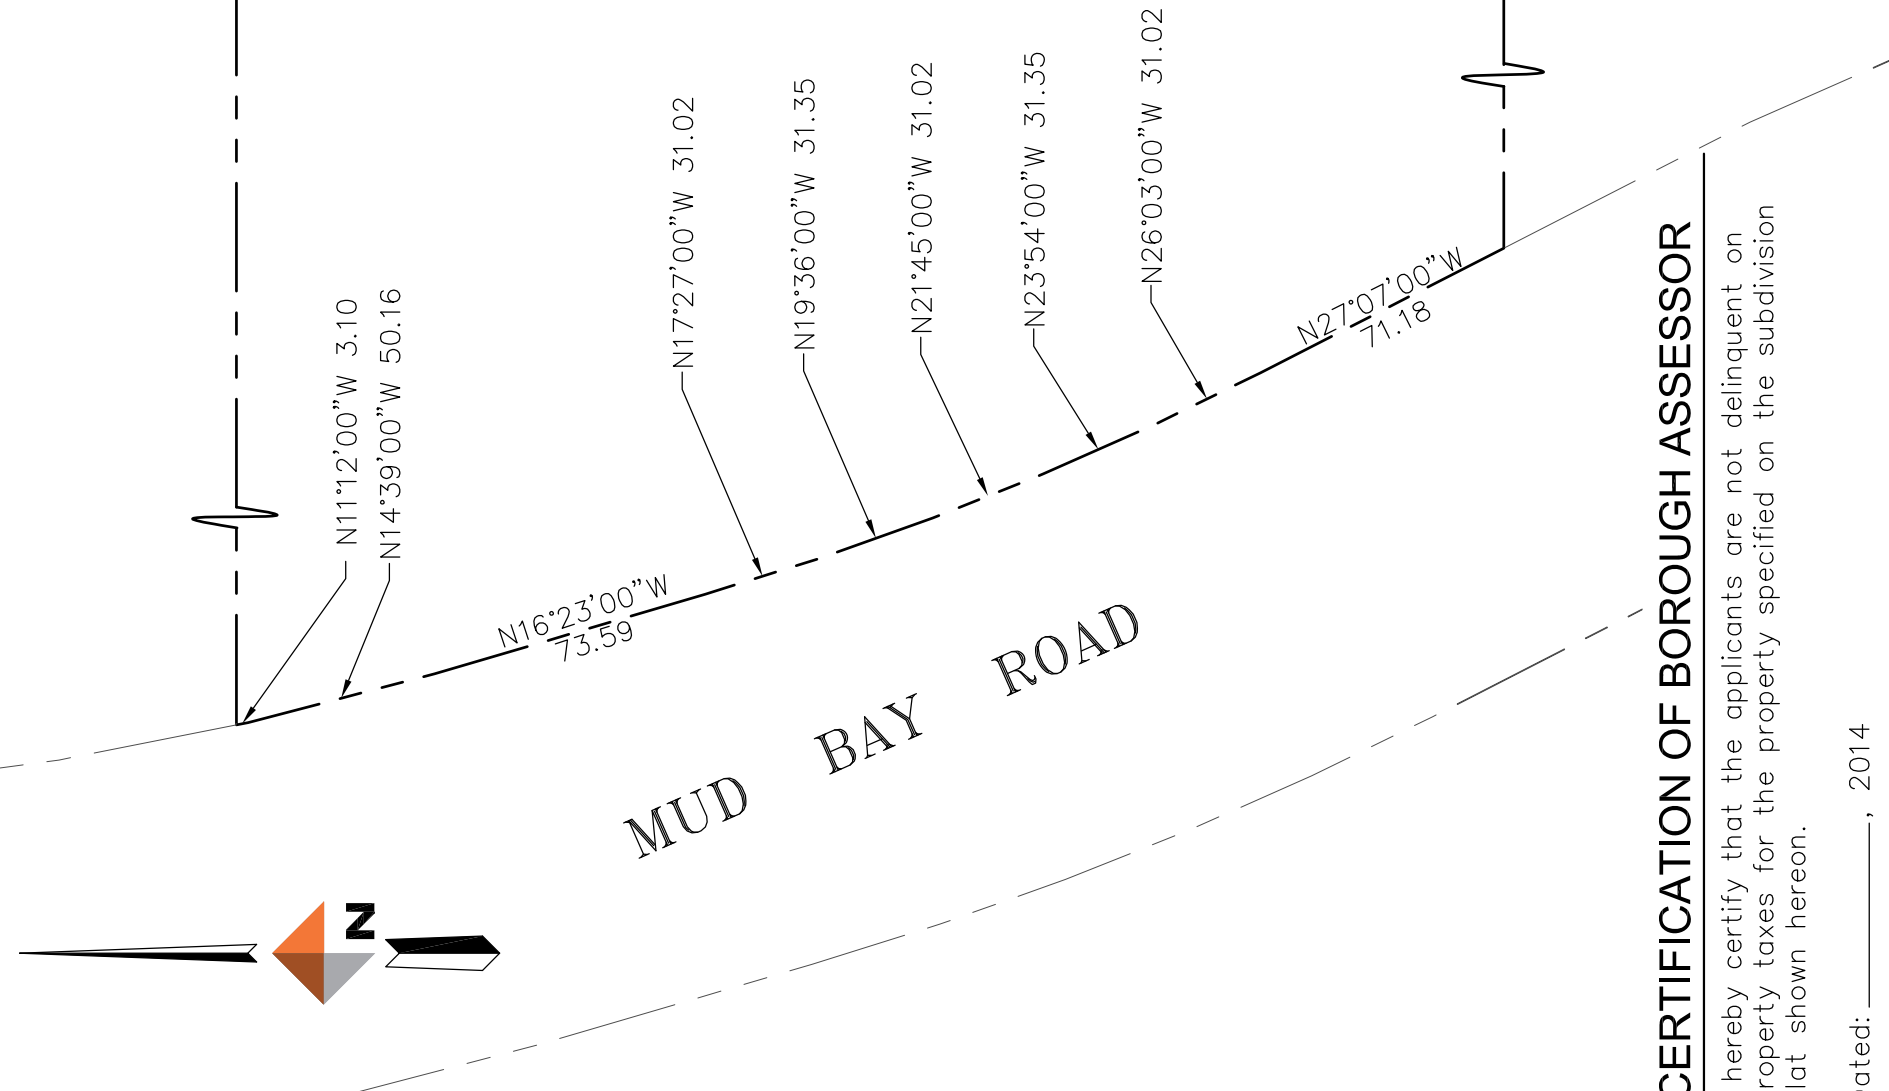 N11°12'00"W 3.10
N14°39'00"W 50.16
N16°23'00"W
73.59
N17°27'00"W 31.02
N19°36'00"W 31.35
N21°45'00"W 31.02
N23°54'00"W 31.35
N26°03'00"W 31.02
N27°07'00"W
71.18
MUD BAY ROAD
N
CERTIFICATION OF BOROUGH ASSESSOR
hereby certify that the applicants are not delinquent on
roperty taxes for the property specified on the subdivision
lat shown hereon.
ated: , 2014